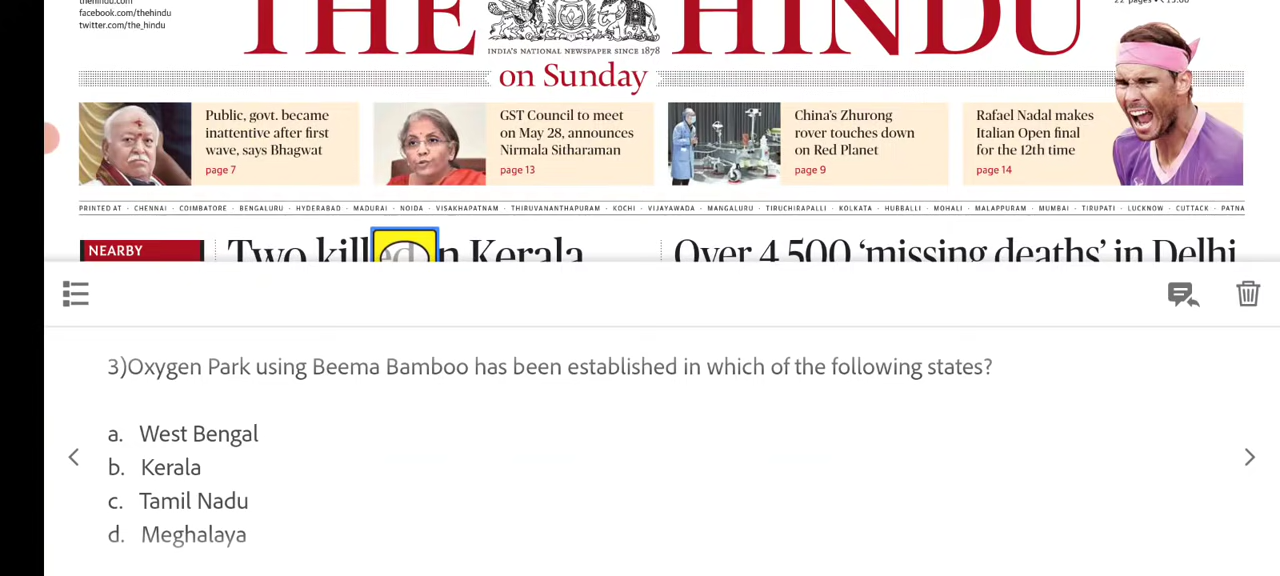 thehindu.com
facebook.com/thehindu
twitter.com/the_hindu
THE HINDU
INDIA'S NATIONAL NEWSPAPER SINCE 1878
on Sunday
22 pages • ₹ 15.00
Public, govt. became
inattentive after first
wave, says Bhagwat
page 7
GST Council to meet
on May 28, announces
Nirmala Sitharaman
page 13
China's Zhurong
rover touches down
on Red Planet
page 9
Rafael Nadal makes
Italian Open final
for the 12th time
page 14
PRINTED AT · CHENNAI · COIMBATORE · BENGALURU · HYDERABAD · MADURAI · NOIDA · VISAKHAPATNAM · THIRUVANANTHAPURAM · KOCHI · VIJAYAWADA · MANGALURU · TIRUCHIRAPALLI · KOLKATA · HUBBALLI · MOHALI · MALAPPURAM · MUMBAI · TIRUPATI · LUCKNOW · CUTTACK · PATNA
NEARBY
Two killed in Kerala
Over 4,500 ‘missing deaths’ in Delhi
3)Oxygen Park using Beema Bamboo has been established in which of the following states?
a. West Bengal
b. Kerala
c. Tamil Nadu
d. Meghalaya